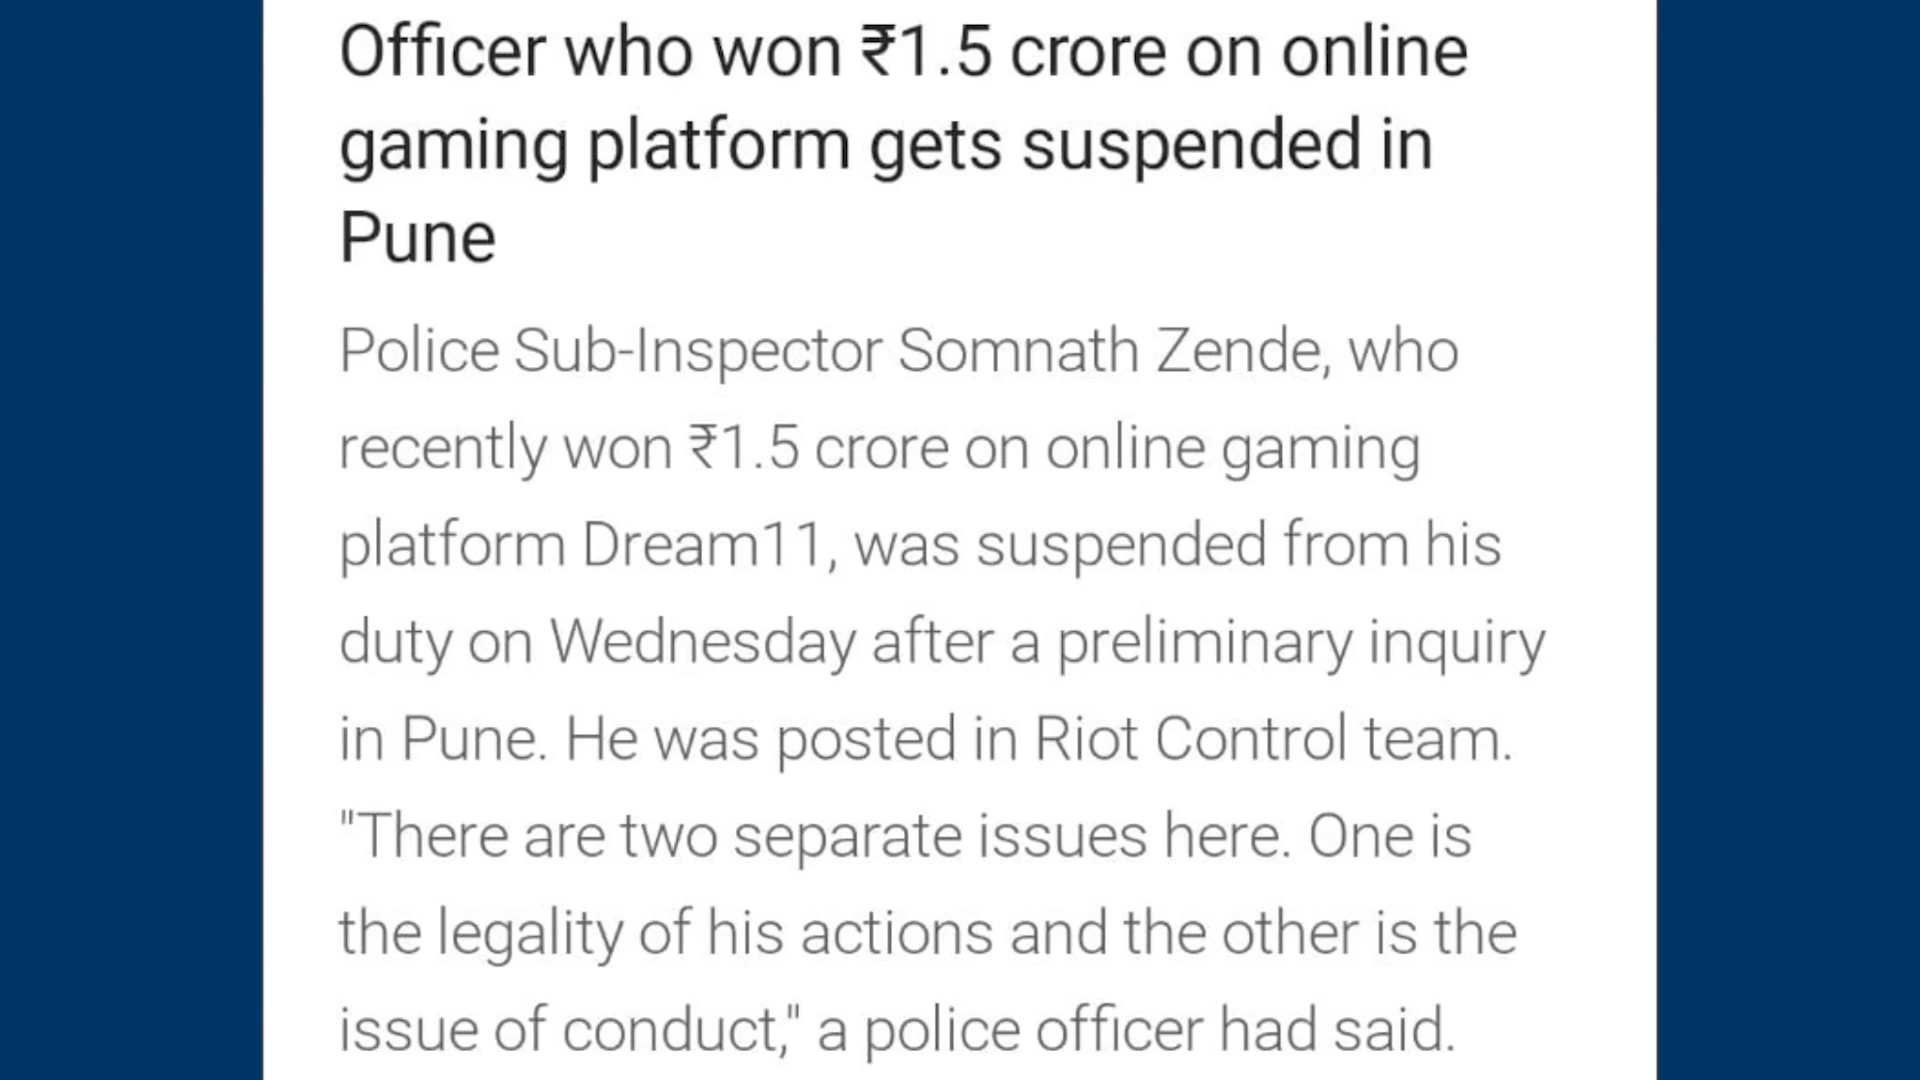 Officer who won ₹1.5 crore on online
gaming platform gets suspended in
Pune
Police Sub-Inspector Somnath Zende, who
recently won ₹1.5 crore on online gaming
platform Dream11, was suspended from his
duty on Wednesday after a preliminary inquiry
in Pune. He was posted in Riot Control team.
"There are two separate issues here. One is
the legality of his actions and the other is the
issue of conduct," a police officer had said.